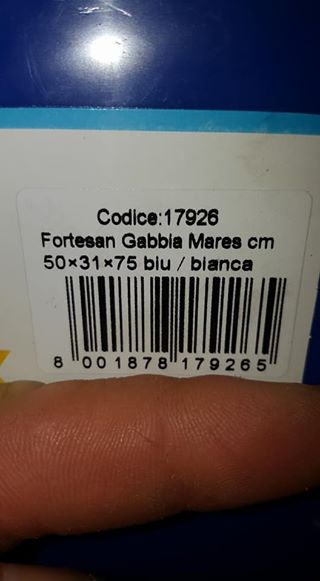 Codice:17926
Fortesan Gabbia Mares cm
50×31×75 blu / bianca
8 001878 179265